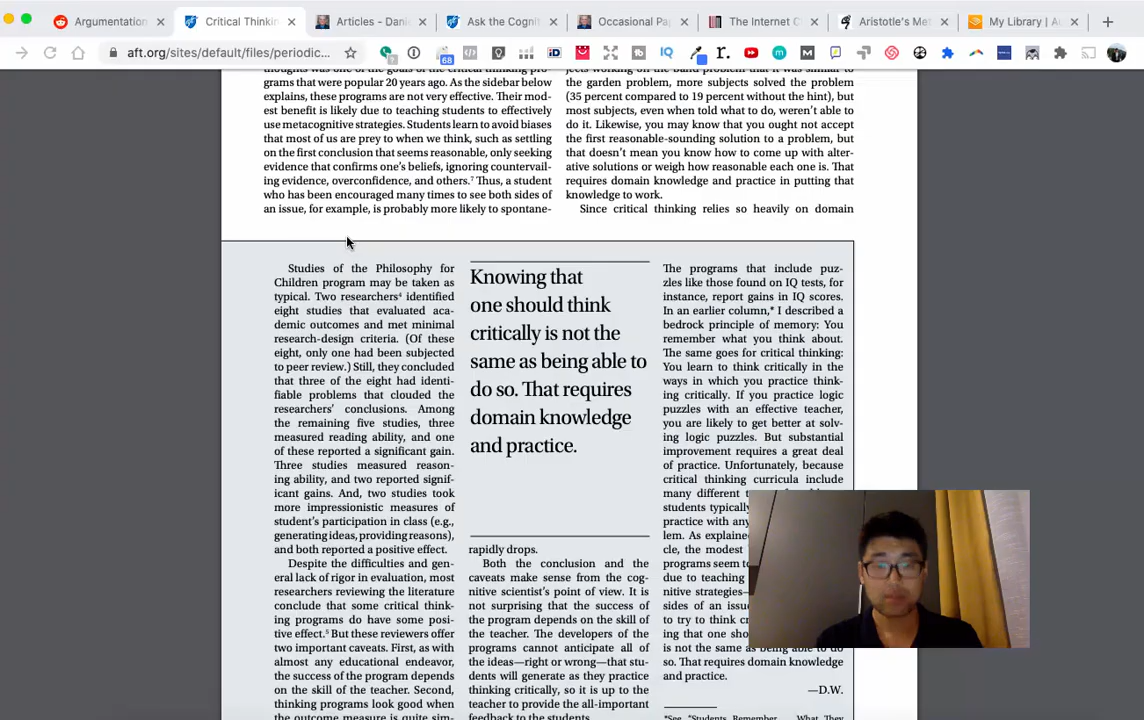 Argumentation
Critical Thinkin
Articles – Dani
Ask the Cognit
Occasional Pa
The Internet C
Aristotle's Met
My Library | A
aft.org/sites/default/files/periodic...
68
thoughts was one of the goals of the critical thinking pro-
grams that were popular 20 years ago. As the sidebar below
explains, these programs are not very effective. Their mod-
est benefit is likely due to teaching students to effectively
use metacognitive strategies. Students learn to avoid biases
that most of us are prey to when we think, such as settling
on the first conclusion that seems reasonable, only seeking
evidence that confirms one's beliefs, ignoring countervail-
ing evidence, overconfidence, and others.7 Thus, a student
who has been encouraged many times to see both sides of
an issue, for example, is probably more likely to spontane-
jects working on the band problem that it was similar to
the garden problem, more subjects solved the problem
(35 percent compared to 19 percent without the hint), but
most subjects, even when told what to do, weren't able to
do it. Likewise, you may know that you ought not accept
the first reasonable-sounding solution to a problem, but
that doesn't mean you know how to come up with alter-
ative solutions or weigh how reasonable each one is. That
requires domain knowledge and practice in putting that
knowledge to work.
Since critical thinking relies so heavily on domain
Studies of the Philosophy for
Children program may be taken as
typical. Two researchers4 identified
eight studies that evaluated aca-
demic outcomes and met minimal
research-design criteria. (Of these
eight, only one had been subjected
to peer review.) Still, they concluded
that three of the eight had identi-
fiable problems that clouded the
researchers' conclusions. Among
the remaining five studies, three
measured reading ability, and one
of these reported a significant gain.
Three studies measured reason-
ing ability, and two reported signif-
icant gains. And, two studies took
more impressionistic measures of
student's participation in class (e.g.,
generating ideas, providing reasons),
and both reported a positive effect.
Despite the difficulties and gen-
eral lack of rigor in evaluation, most
researchers reviewing the literature
conclude that some critical think-
ing programs do have some posi-
tive effect.5 But these reviewers offer
two important caveats. First, as with
almost any educational endeavor,
the success of the program depends
on the skill of the teacher. Second,
thinking programs look good when
the outcome measure is quite sim-
Knowing that
one should think
critically is not the
same as being able to
do so. That requires
domain knowledge
and practice.
rapidly drops.
Both the conclusion and the
caveats make sense from the cog-
nitive scientist's point of view. It is
not surprising that the success of
the program depends on the skill of
the teacher. The developers of the
programs cannot anticipate all of
the ideas—right or wrong—that stu-
dents will generate as they practice
thinking critically, so it is up to the
teacher to provide the all-important
feedback to the students.
The programs that include puz-
zles like those found on IQ tests, for
instance, report gains in IQ scores.
In an earlier column,* I described a
bedrock principle of memory: You
remember what you think about.
The same goes for critical thinking:
You learn to think critically in the
ways in which you practice think-
ing critically. If you practice logic
puzzles with an effective teacher,
you are likely to get better at solv-
ing logic puzzles. But substantial
improvement requires a great deal
of practice. Unfortunately, because
critical thinking curricula include
many different
students typically
practice with any
lem. As explained
cle, the modest
programs seem to
due to teaching
nitive strategies—
sides of an issue
to try to think cr
ing that one sho
is not the same as being able to do
so. That requires domain knowledge
and practice.
—D.W.
*See "Students Remember... What They